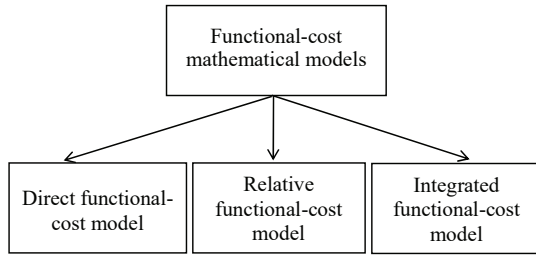 Functional-cost
mathematical models
Direct functional-
cost model
Relative
functional-cost
model
Integrated
functional-cost
model